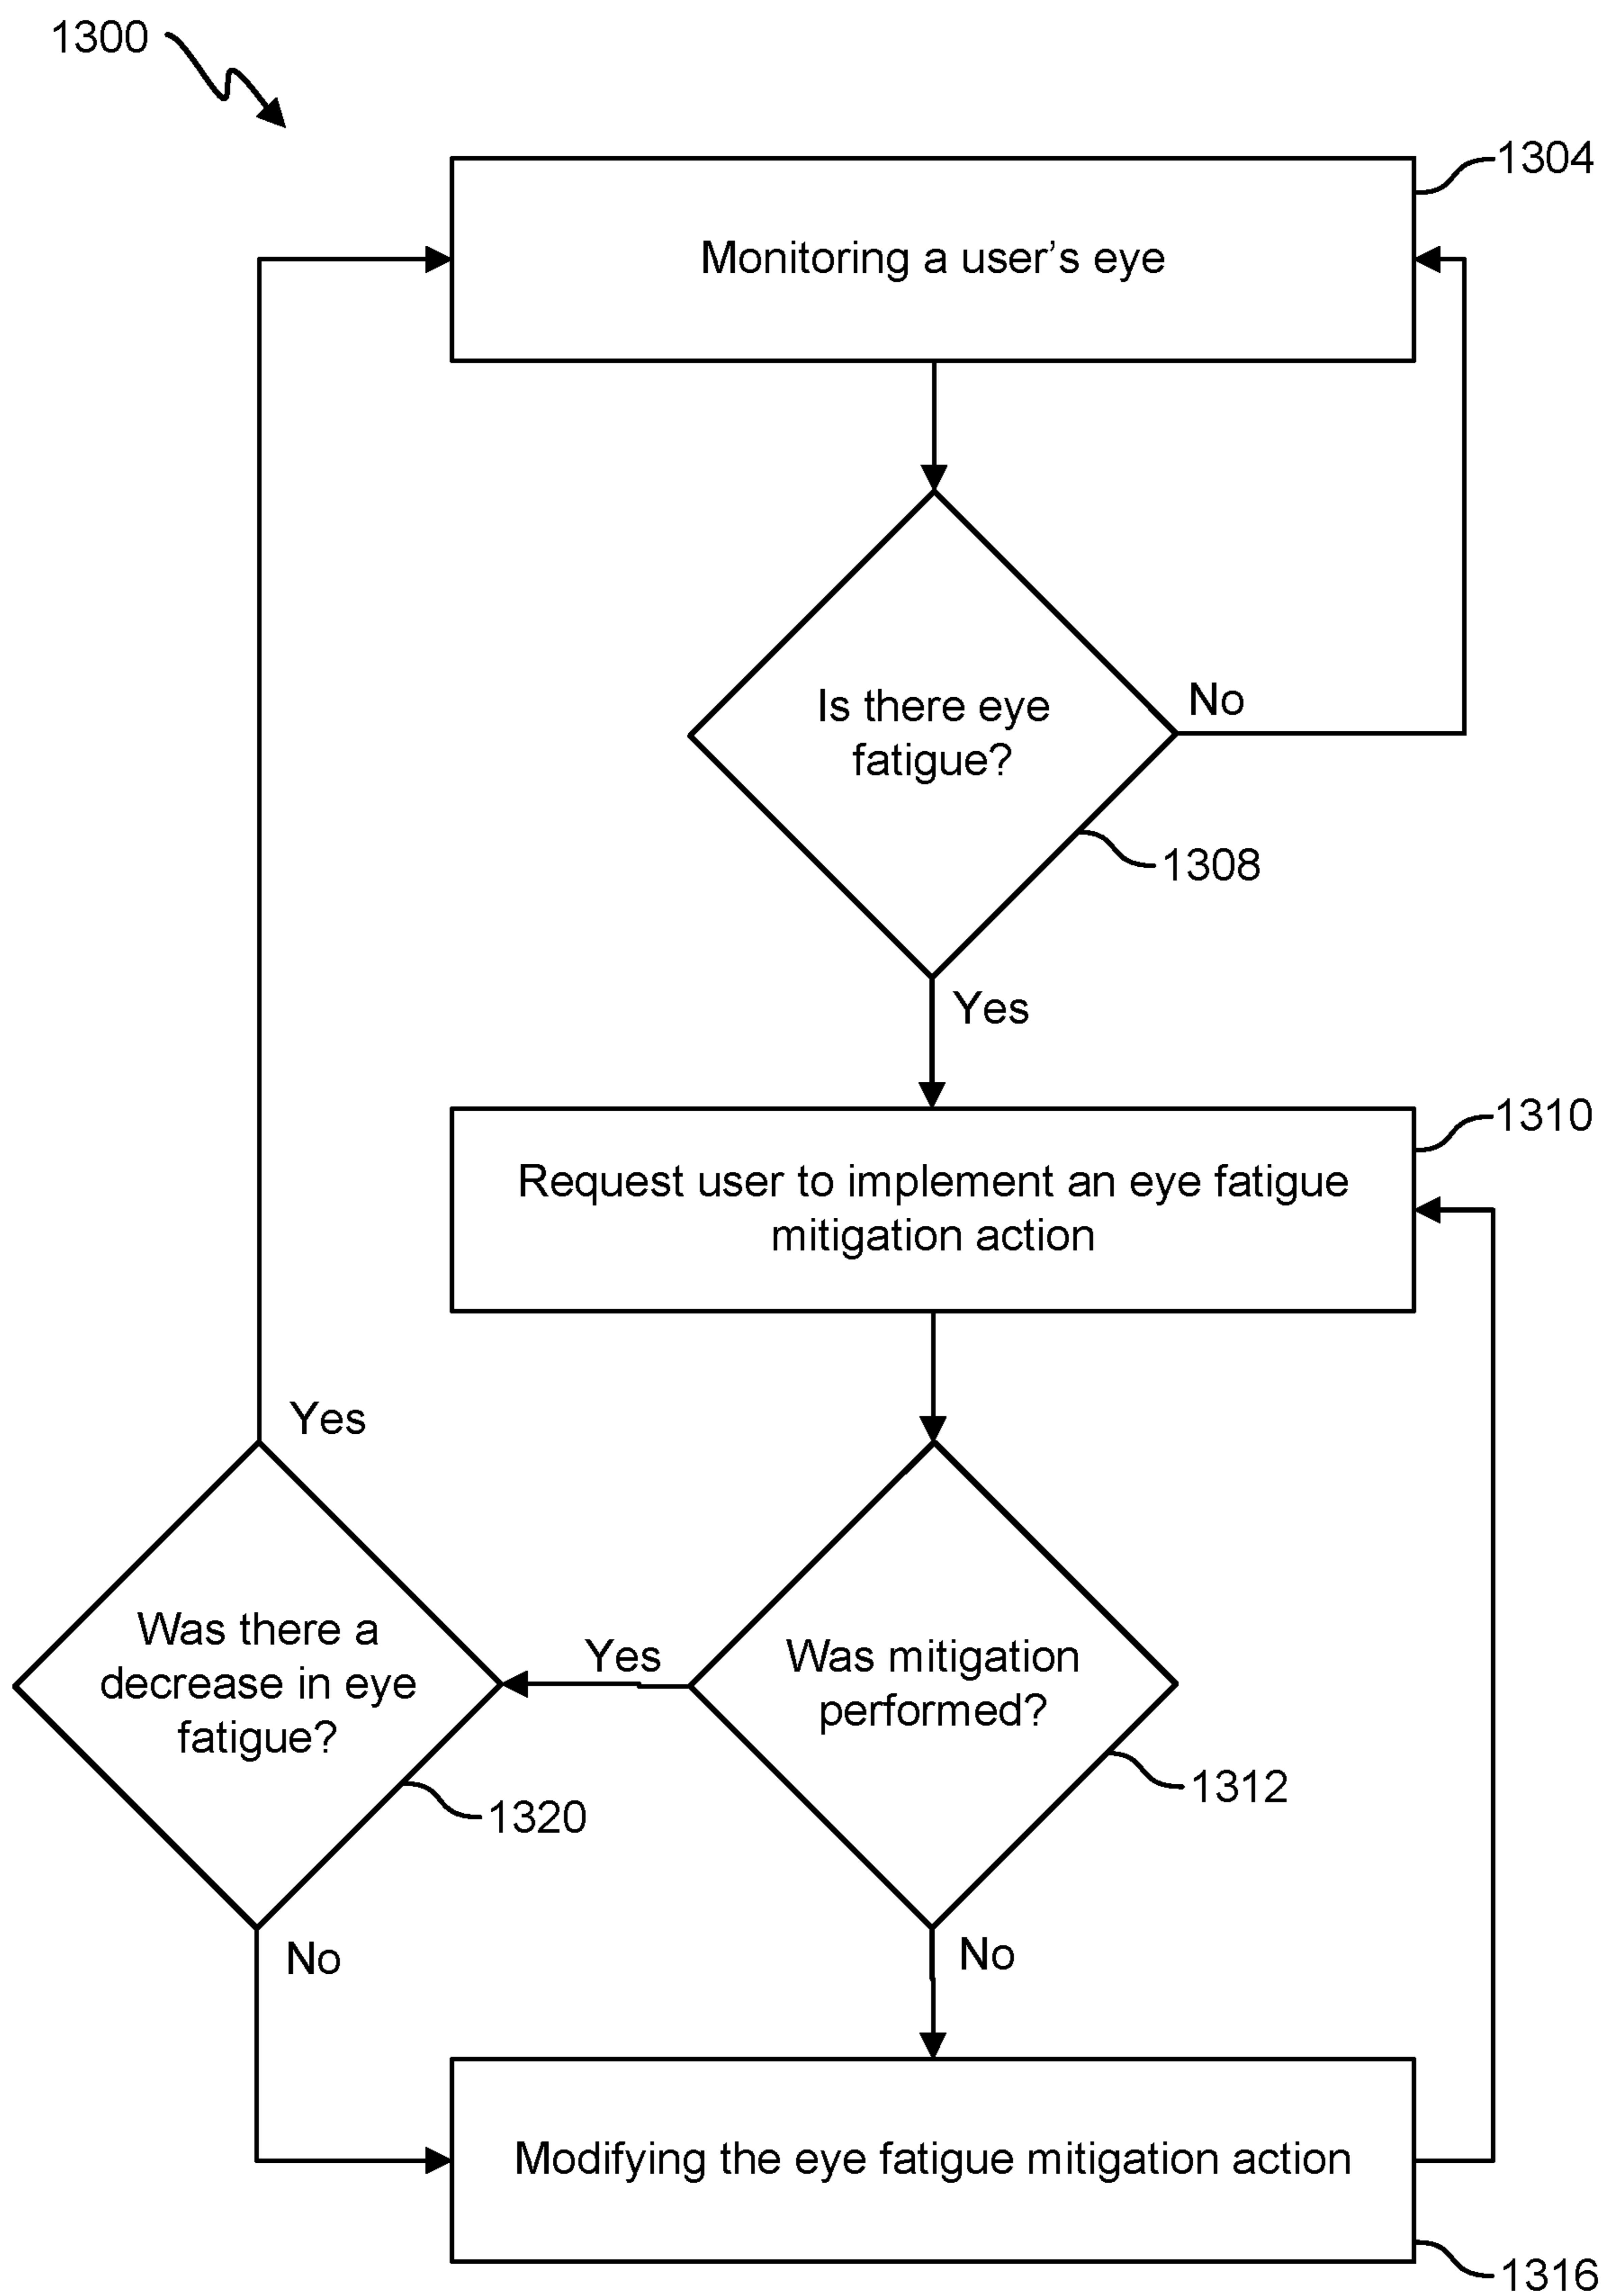 1300
1304
Monitoring a user's eye
Is there eye
fatigue?
No
1308
Yes
1310
Request user to implement an eye fatigue
mitigation action
Yes
Was there a
decrease in eye
fatigue?
1320
Yes
Was mitigation
performed?
1312
No
No
Modifying the eye fatigue mitigation action
1316